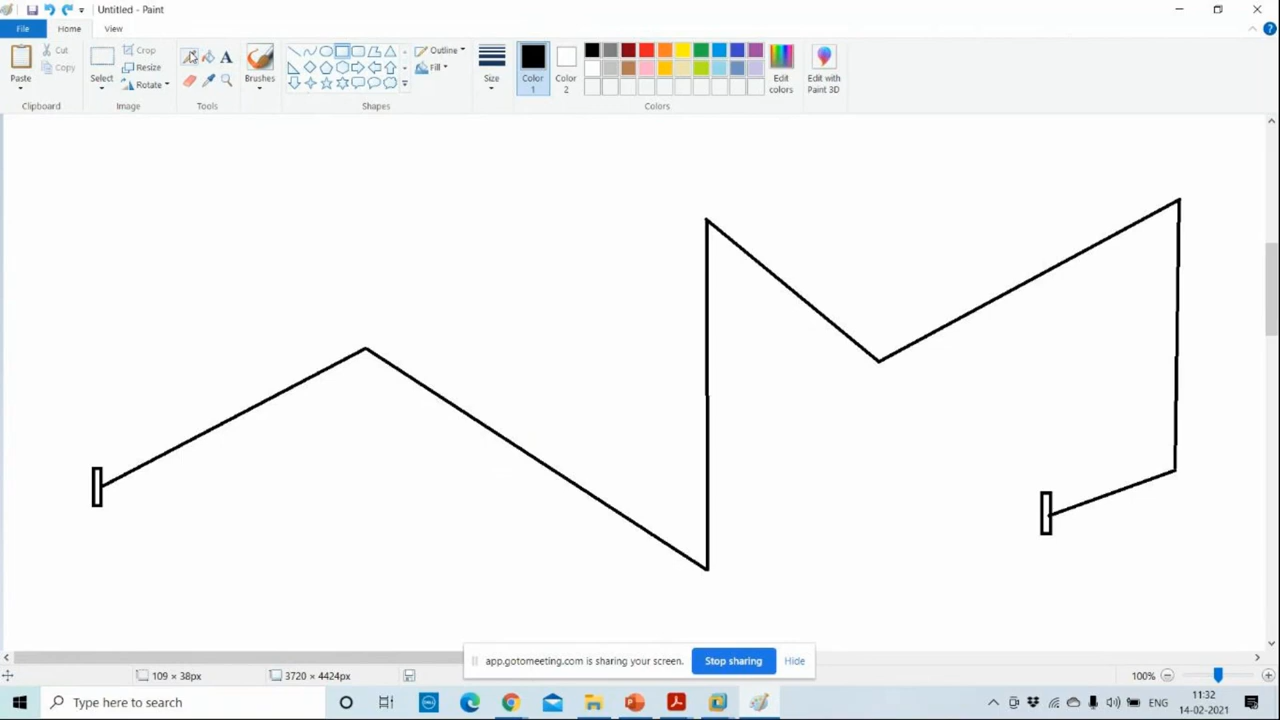 Untitled - Paint
File Home View
Paste
Cut
Copy
Clipboard
Select
Crop
Resize
Rotate
Image
A
Tools
Brushes
Outline
Fill
Shapes
Size
Color
1
Color
2
Edit
colors
Colors
Edit with
Paint 3D
app.gotomeeting.com is sharing your screen. Stop sharing Hide
109 × 38px
3720 × 4424px
100%
Type here to search
DELL
ENG
11:32
14-02-2021